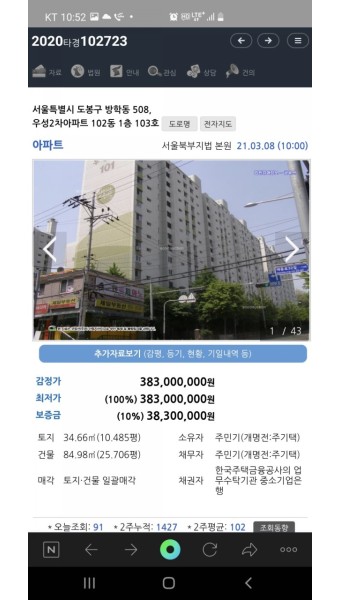 KT 10:52
2020타경102723
자료 법원 안내 관심 상담 건의
서울특별시 도봉구 방학동 508,
우성2차아파트 102동 1층 103호 도로명 전자지도
아파트 서울북부지법 본원 21.03.08 (10:00)
101
1 / 43
추가자료보기 (감평, 등기, 현황, 기일내역 등)
감정가 383,000,000원
최저가 (100%) 383,000,000원
보증금 (10%) 38,300,000원
토지 34.66㎡(10.485평) 소유자 주민기(개명전:주기택)
건물 84.98㎡(25.706평) 채무자 주민기(개명전:주기택)
매각 토지·건물 일괄매각 채권자 한국주택금융공사의 업
무수탁기관 중소기업은
행
* 오늘조회: 91 * 2주누적: 1427 * 2주평균: 102 조회동향
N